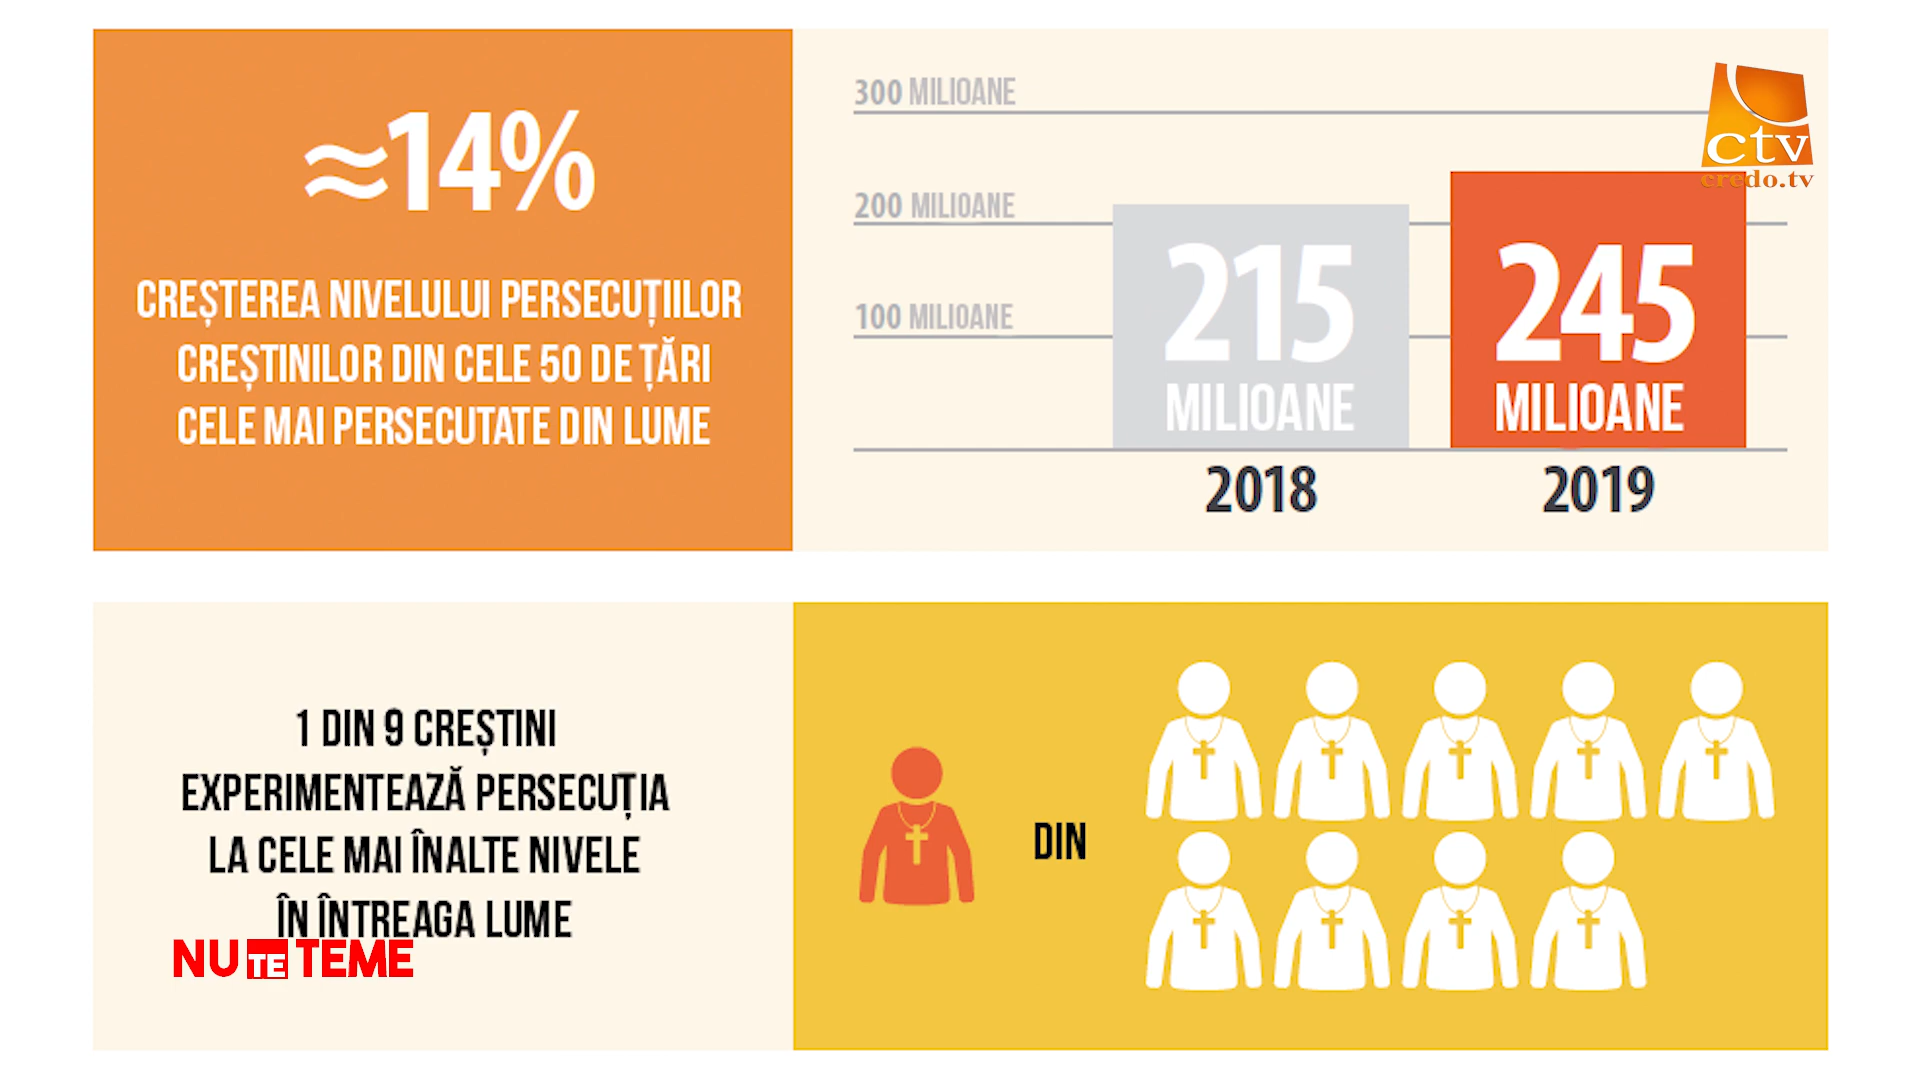 ≈14%
CREȘTEREA NIVELULUI PERSECUȚIILOR
CREȘTINILOR DIN CELE 50 DE ȚĂRI
CELE MAI PERSECUTATE DIN LUME
300 MILIOANE
200 MILIOANE
100 MILIOANE
215
MILIOANE
2018
245
MILIOANE
2019
ctv
credo.tv
1 DIN 9 CREȘTINI
EXPERIMENTEAZĂ PERSECUȚIA
LA CELE MAI ÎNALTE NIVELE
ÎN ÎNTREAGA LUME
NU TE TEME
DIN